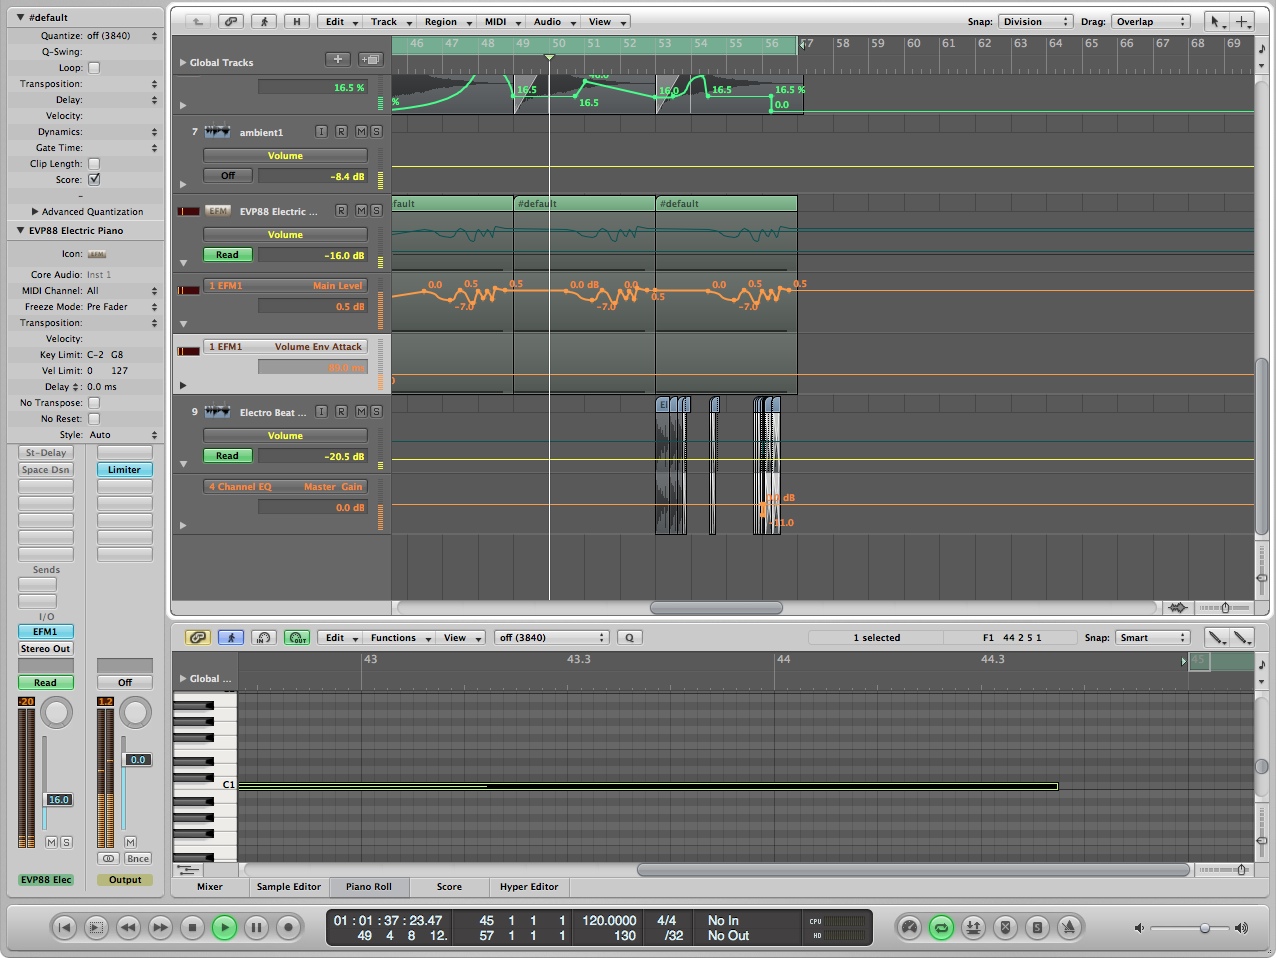 #default
Quantize: off (3840)
Q-Swing:
Loop:
Transposition:
Delay:
Velocity:
Dynamics:
Gate Time:
Clip Length:
Score:
Advanced Quantization
EVP88 Electric Piano
Icon:
Core Audio: Inst 1
MIDI Channel: All
Freeze Mode: Pre Fader
Transposition:
Velocity:
Key Limit: C-2 G8
Vel Limit: 0 127
Delay : 0.0 ms
No Transpose:
No Reset:
Style: Auto
St-Delay
Space Dsn Limiter
Sends
I/O
EFM1
Stereo Out
Read Off
-20 1.2
0.0
16.0
M S M
Bnce
EVP88 Elec Output
H Edit Track Region MIDI Audio View Snap: Division Drag: Overlap
46 47 48 49 50 51 52 53 54 55 56 57 58 59 60 61 62 63 64 65 66 67 68 69
Global Tracks
16.5 %
% 16.5 16.5 16.0 16.5 16.5 % 0.0
7 ambient1 I R M S
Volume
Off -8.4 dB
EFM EVP88 Electric ... R M S
Volume
Read -16.0 dB
fault #default #default
1 EFM1 Main Level
0.5 dB
0.0 0.5 0.5 0.0 dB 0.0 0.5 0.0 0.5 0.5
-7.0 -7.0 -7.0
1 EFM1 Volume Env Attack
9 Electro Beat ... I R M S
Volume
Read -20.5 dB
El
4 Channel EQ Master Gain
0.0 dB
dB
Edit Functions View off (3840) Q 1 selected F1 44 2 5 1 Snap: Smart
43 43.3 44 44.3 45
Global ...
C1
Mixer Sample Editor Piano Roll Score Hyper Editor
01 : 01 : 37 : 23.47 45 1 1 1 120.0000 4/4 No In CPU
49 4 8 12. 57 1 1 1 130 /32 No Out HD